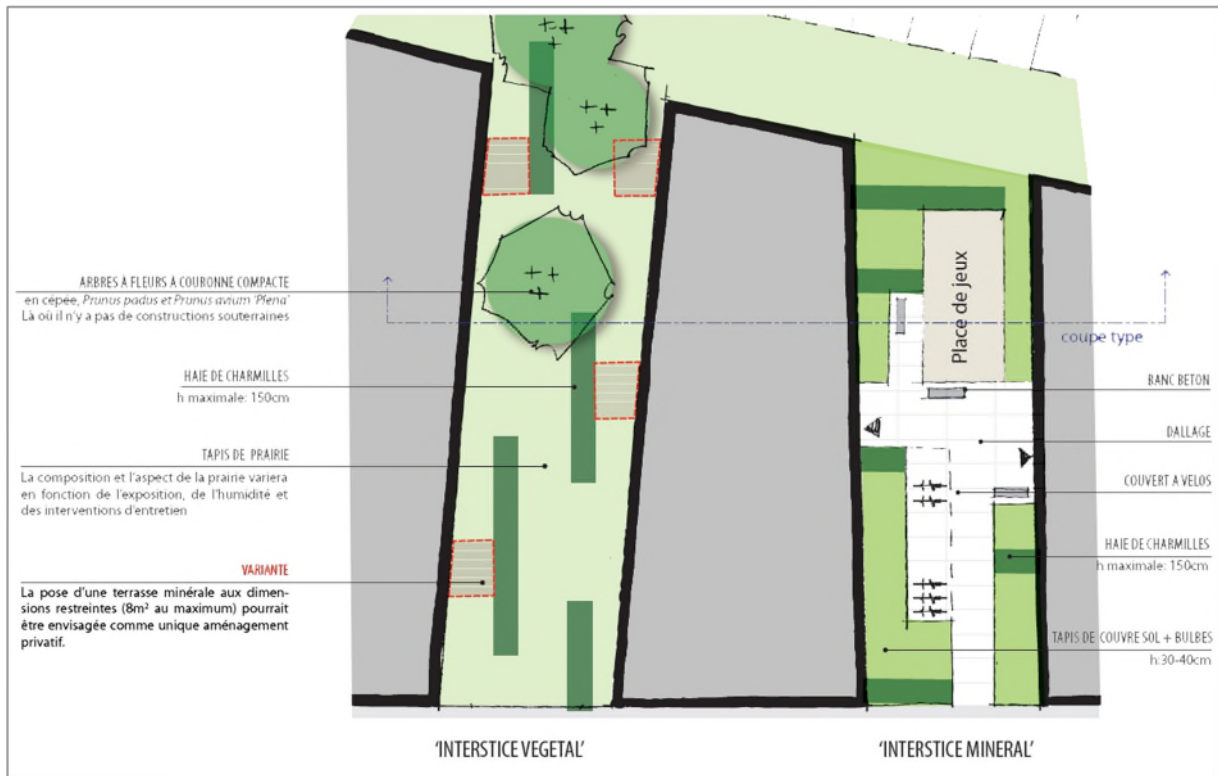 ARBRES À FLEURS À COURONNE COMPACTE
en cépée, Prunus padus et Prunus avium 'Plena'
Là où il n'y a pas de constructions souterraines
HAIE DE CHARMILLES
h maximale: 150cm
TAPIS DE PRAIRIE
La composition et l'aspect de la prairie variera
en fonction de l'exposition, de l'humidité et
des interventions d'entretien
VARIANTE
La pose d'une terrasse minérale aux dimen-
sions restreintes (8m² au maximum) pourrait
être envisagée comme unique aménagement
privatif.
Place de jeux
coupe type
BANC BETON
DALLAGE
COUVERT A VELOS
HAIE DE CHARMILLES
h maximale: 150cm
TAPIS DE COUVRE SOL + BULBES
h:30-40cm
'INTERSTICE VEGETAL'
'INTERSTICE MINERAL'